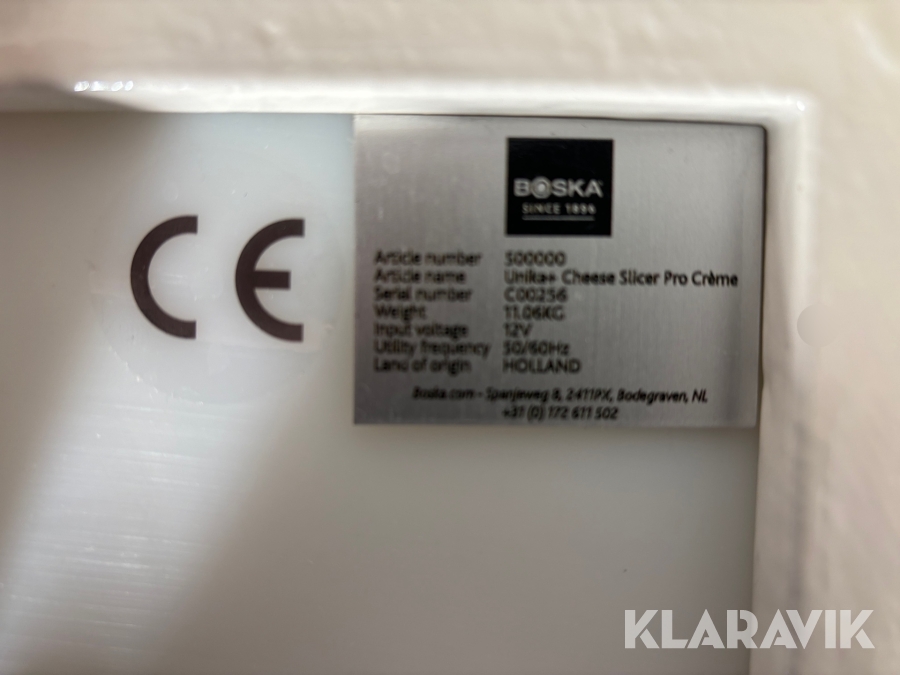 CE
BOSKA
SINCE 1896
Article number 500000
Article name Unika+ Cheese Slicer Pro Crème
Serial number C00256
Weight 11.06KG
Input voltage 12V
Utility frequency 50/60Hz
Land of origin HOLLAND
Boska.com - Spanjeweg 8, 2411PX, Bodegraven, NL
+31 (0) 172 611 502
KLARAVIK